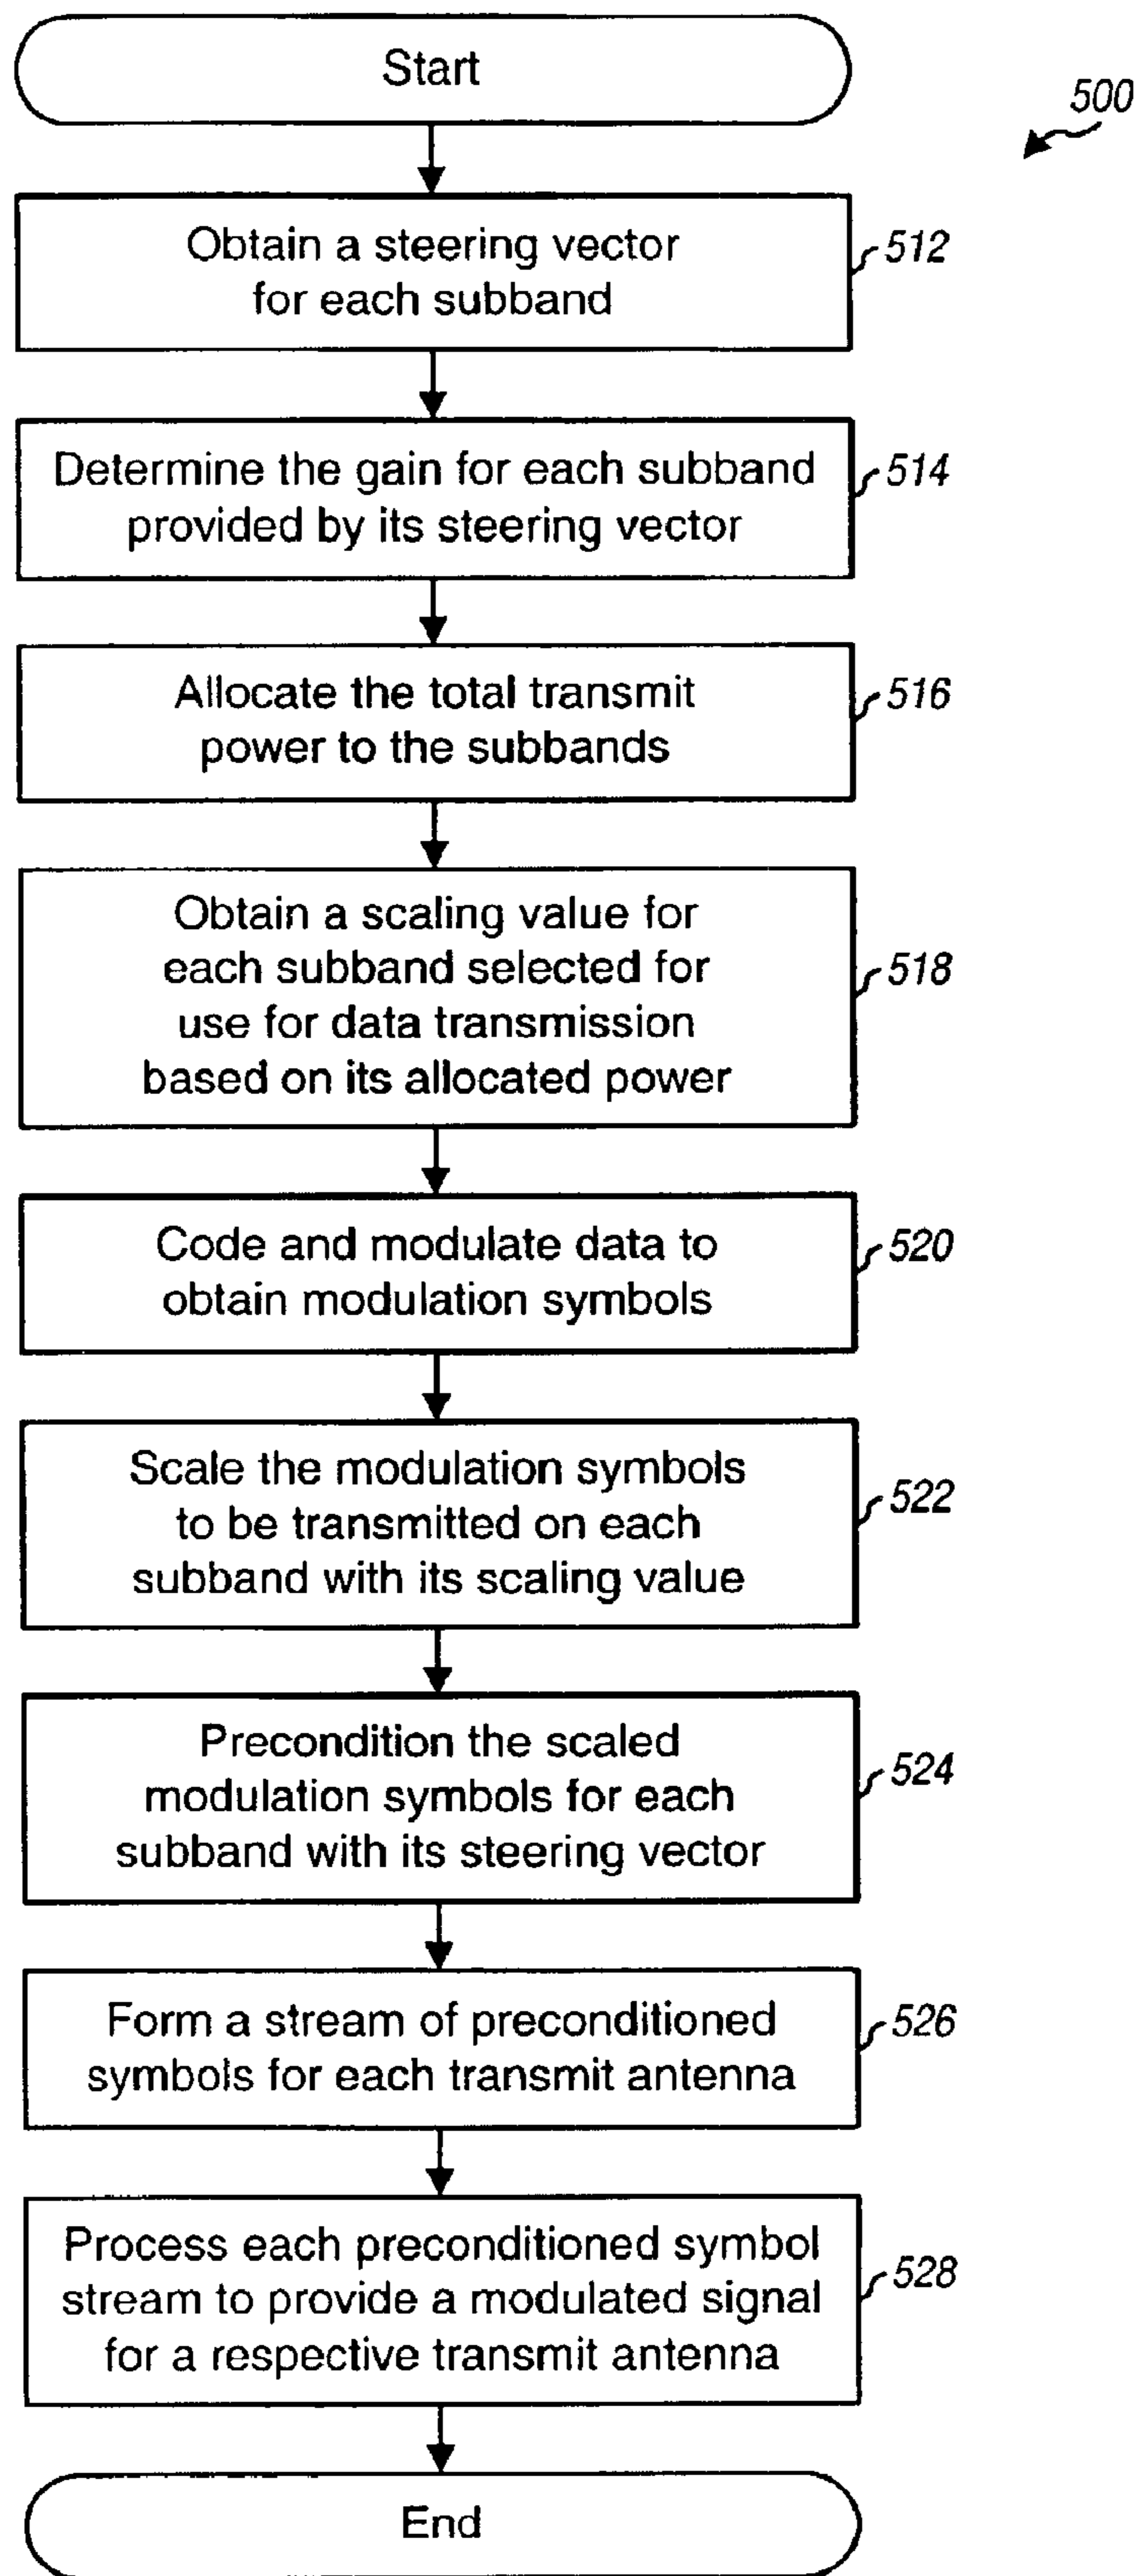 Start
500
Obtain a steering vector
for each subband
512
Determine the gain for each subband
provided by its steering vector
514
Allocate the total transmit
power to the subbands
516
Obtain a scaling value for
each subband selected for
use for data transmission
based on its allocated power
518
Code and modulate data to
obtain modulation symbols
520
Scale the modulation symbols
to be transmitted on each
subband with its scaling value
522
Precondition the scaled
modulation symbols for each
subband with its steering vector
524
Form a stream of preconditioned
symbols for each transmit antenna
526
Process each preconditioned symbol
stream to provide a modulated signal
for a respective transmit antenna
528
End